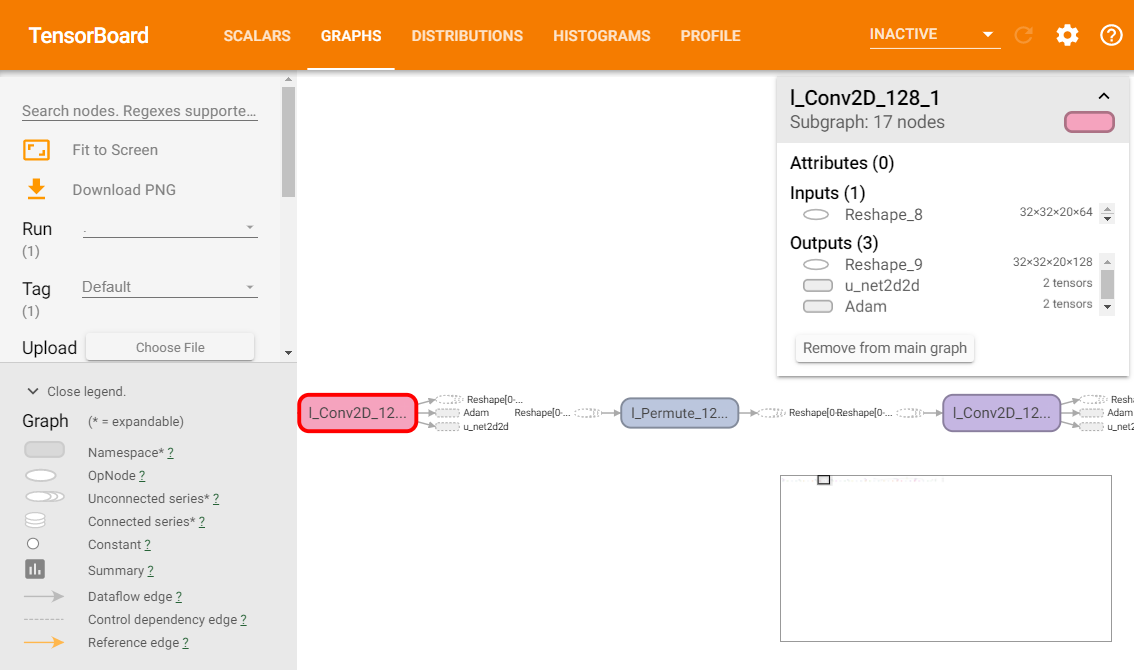 TensorBoard SCALARS GRAPHS DISTRIBUTIONS HISTOGRAMS PROFILE INACTIVE
Search nodes. Regexes supporte...
Fit to Screen
Download PNG
Run .
(1)
Tag Default
(1)
Upload Choose File
Close legend.
Graph (* = expandable)
Namespace* ?
OpNode ?
Unconnected series* ?
Connected series* ?
Constant ?
Summary ?
Dataflow edge ?
Control dependency edge ?
Reference edge ?
l_Conv2D_128_1
Subgraph: 17 nodes
Attributes (0)
Inputs (1)
Reshape_8 32×32×20×64
Outputs (3)
Reshape_9 32×32×20×128
u_net2d2d 2 tensors
Adam 2 tensors
Remove from main graph
l_Conv2D_12...
Reshape[0-...
Adam
u_net2d2d
Reshape[0-...
l_Permute_12...
Reshape[0-
Reshape[0-...
l_Conv2D_12...
Resha
Adam
u_net2